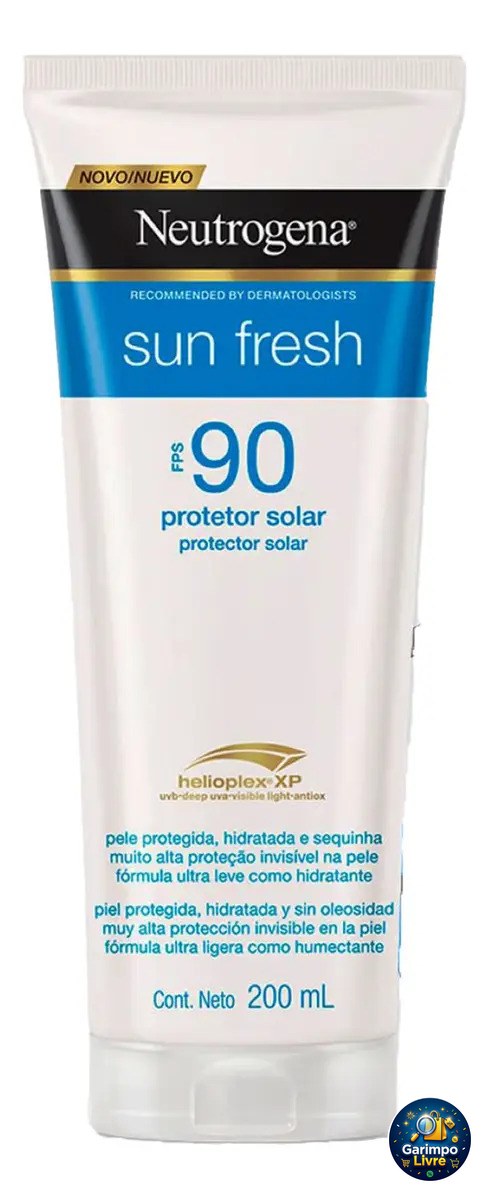 NOVO/NUEVO
Neutrogena®
RECOMMENDED BY DERMATOLOGISTS
sun fresh
FPS 90
protetor solar
protector solar
helioplex® XP
uvb-deep uva-visible light-antiox
pele protegida, hidratada e sequinha
muito alta proteção invisível na pele
fórmula ultra leve como hidratante
piel protegida, hidratada y sin oleosidad
muy alta protección invisible en la piel
fórmula ultra ligera como humectante
Cont. Neto 200 mL
Garimpo
Livre